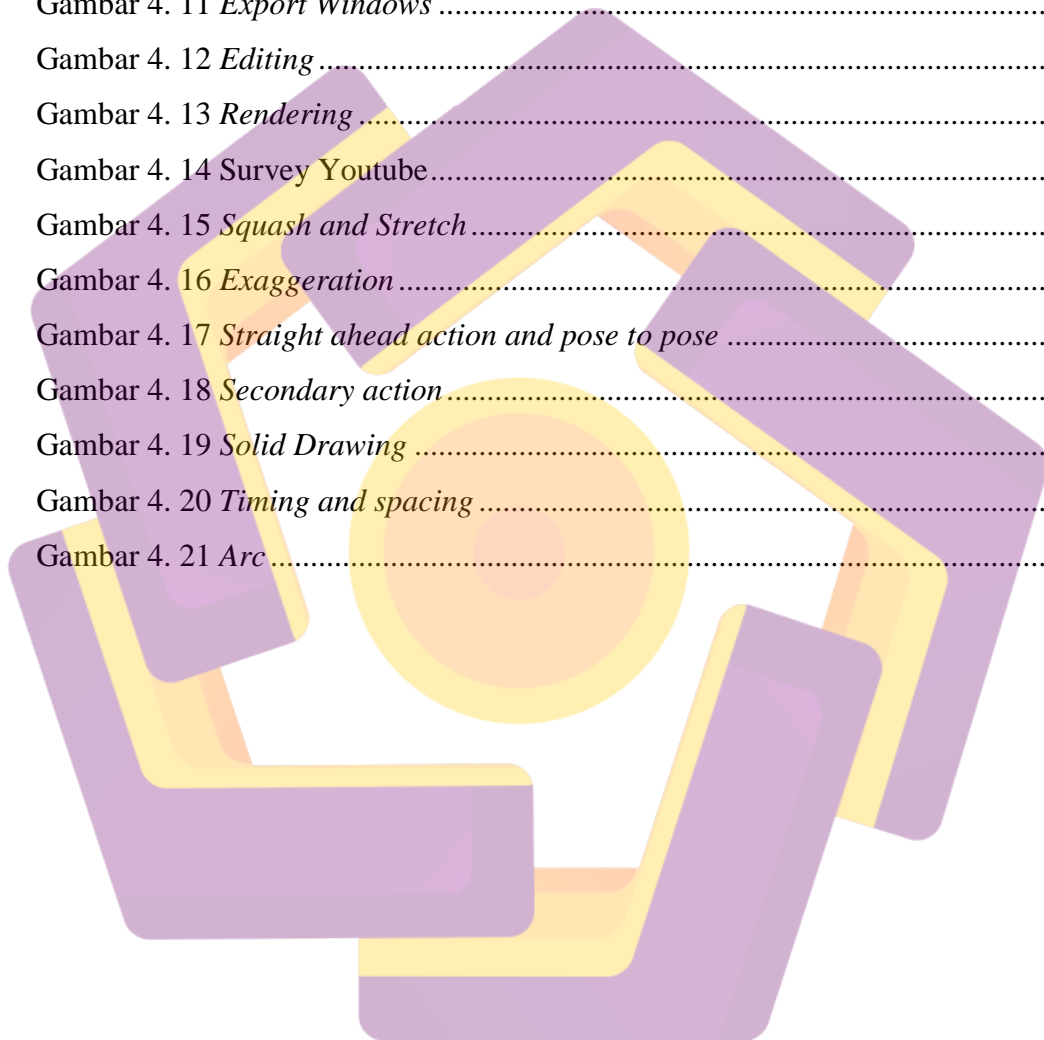 Gambar 4. 11 Export Windows ................................................................................
Gambar 4. 12 Editing ................................................................................
Gambar 4. 13 Rendering ................................................................................
Gambar 4. 14 Survey Youtube ................................................................................
Gambar 4. 15 Squash and Stretch ................................................................................
Gambar 4. 16 Exaggeration ................................................................................
Gambar 4. 17 Straight ahead action and pose to pose ................................................................................
Gambar 4. 18 Secondary action ................................................................................
Gambar 4. 19 Solid Drawing ................................................................................
Gambar 4. 20 Timing and spacing ................................................................................
Gambar 4. 21 Arc ................................................................................